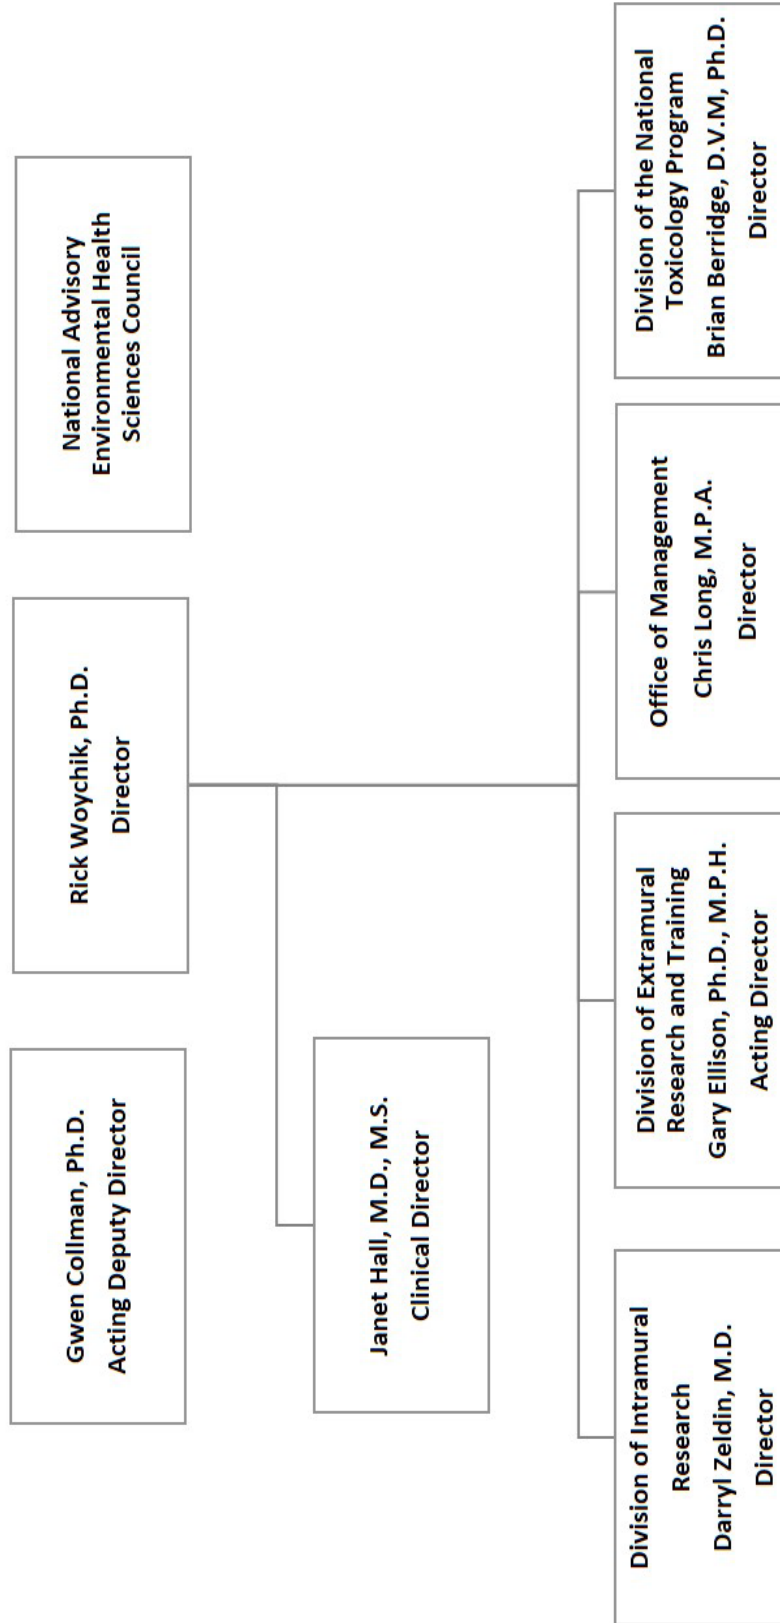 Gwen Collman, Ph.D.
Acting Deputy Director
Rick Woychik, Ph.D.
Director
National Advisory
Environmental Health
Sciences Council
Janet Hall, M.D., M.S.
Clinical Director
Division of Intramural
Research
Darryl Zeldin, M.D.
Director
Division of Extramural
Research and Training
Gary Ellison, Ph.D., M.P.H.
Acting Director
Office of Management
Chris Long, M.P.A.
Director
Division of the National
Toxicology Program
Brian Berridge, D.V.M, Ph.D.
Director